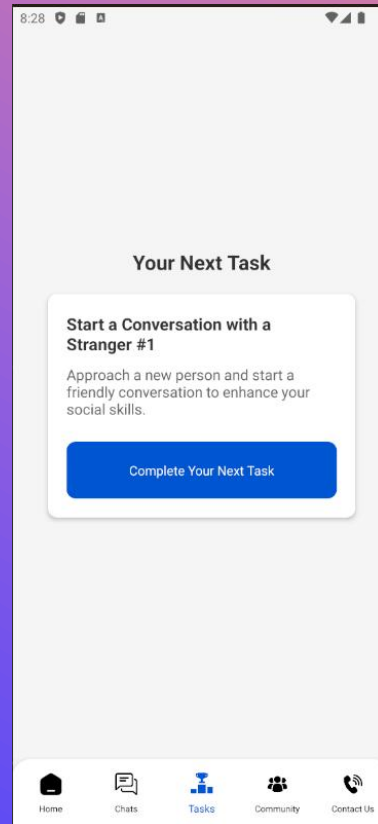 8:28
Your Next Task
Start a Conversation with a
Stranger #1
Approach a new person and start a
friendly conversation to enhance your
social skills.
Complete Your Next Task
Home Chats Tasks Community Contact Us